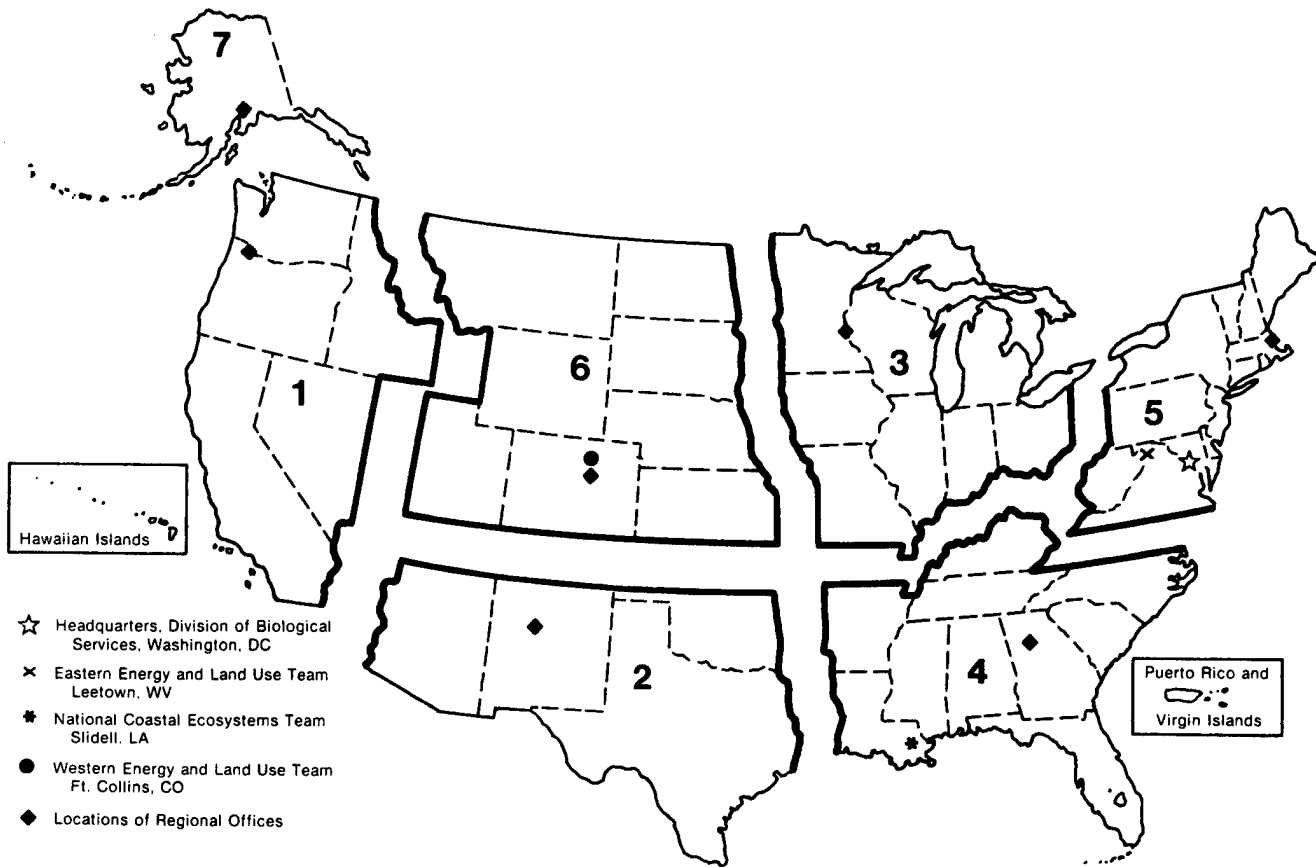 7
1
6
3
5
2
4
Hawaiian Islands
Puerto Rico and
Virgin Islands
Headquarters, Division of Biological
Services, Washington, DC
Eastern Energy and Land Use Team
Leetown, WV
National Coastal Ecosystems Team
Slidell, LA
Western Energy and Land Use Team
Ft. Collins, CO
Locations of Regional Offices